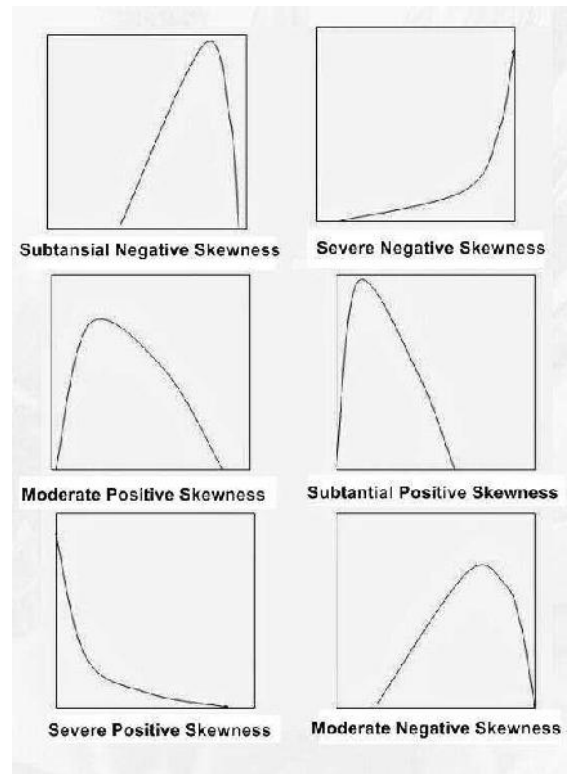 Subtansial Negative Skewness
Severe Negative Skewness
Moderate Positive Skewness
Subtantial Positive Skewness
Severe Positive Skewness
Moderate Negative Skewness